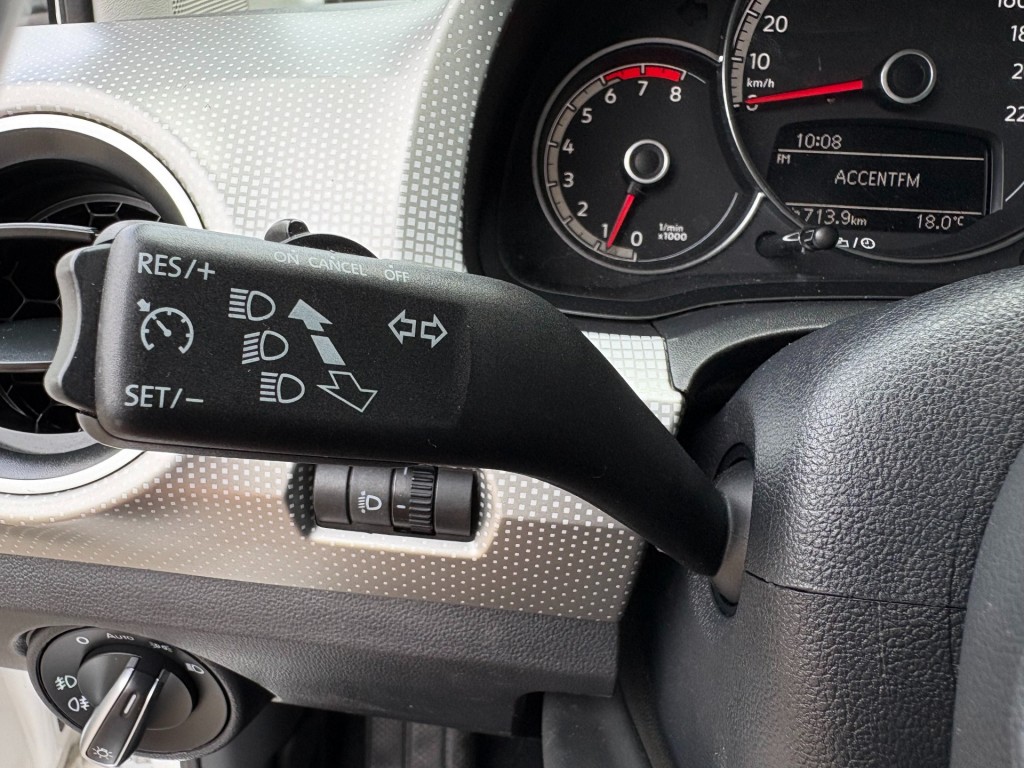 RES/+
ON CANCEL OFF
SET/-
Auto
0
1
2
3
4
5
6
7
8
1/min
x1000
20
10
km/h
10:08
FM
ACCENTFM
713.9km
18.0°C